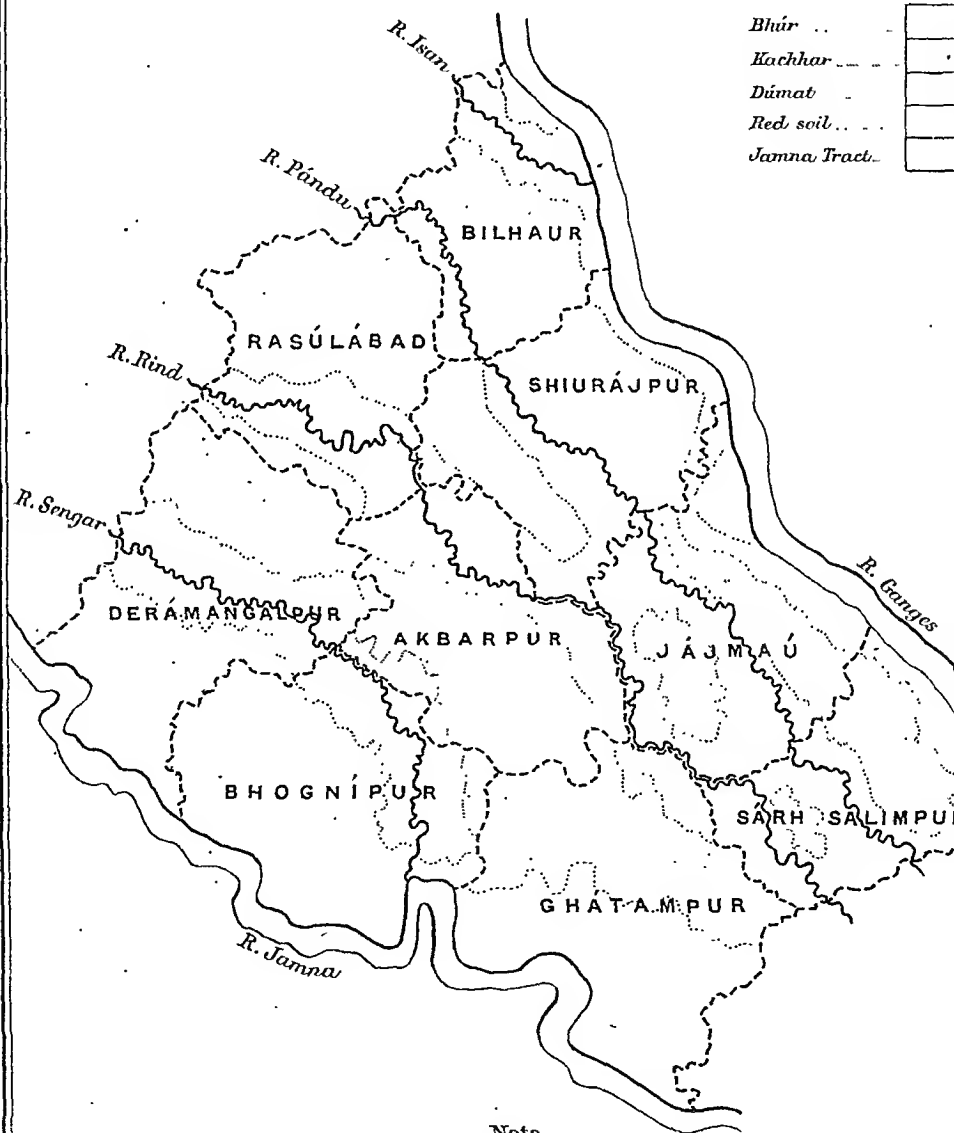 Bhúr
Kachhar
Dúmat
Red soil
Jamna Tract
R. Isan
R. Pándu
BILHAUR
RASÚLÁBAD
R. Rind
SHIURÁJPUR
R. Sengar
R. Ganges
DERÁMANGALPUR
AKBARPUR
JÁJMAÚ
BHOGNÍPUR
SARH SALIMPUR
GHÁTAMPUR
R. Jamna
Note